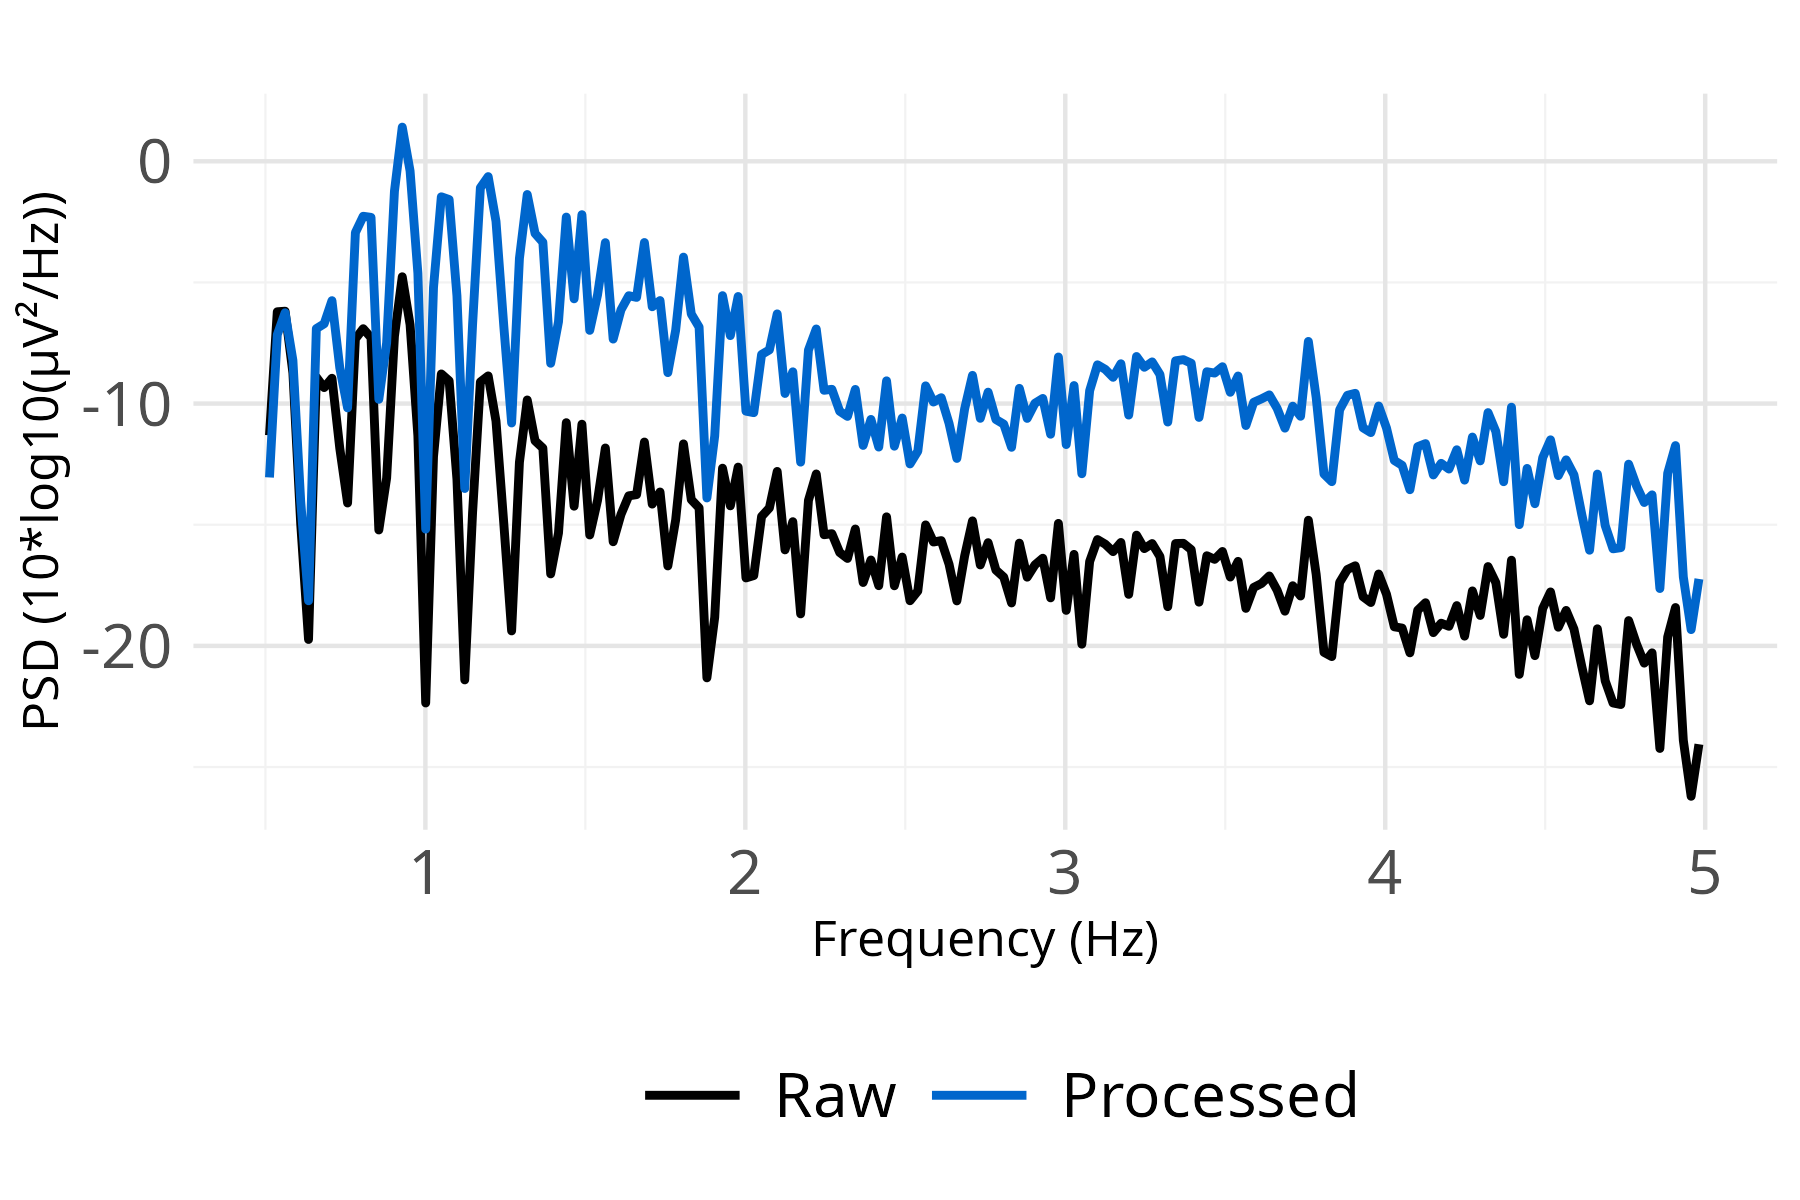 PSD (10*log10(μV²/Hz))
0
-10
-20
1 2 3 4 5
Frequency (Hz)
Raw Processed